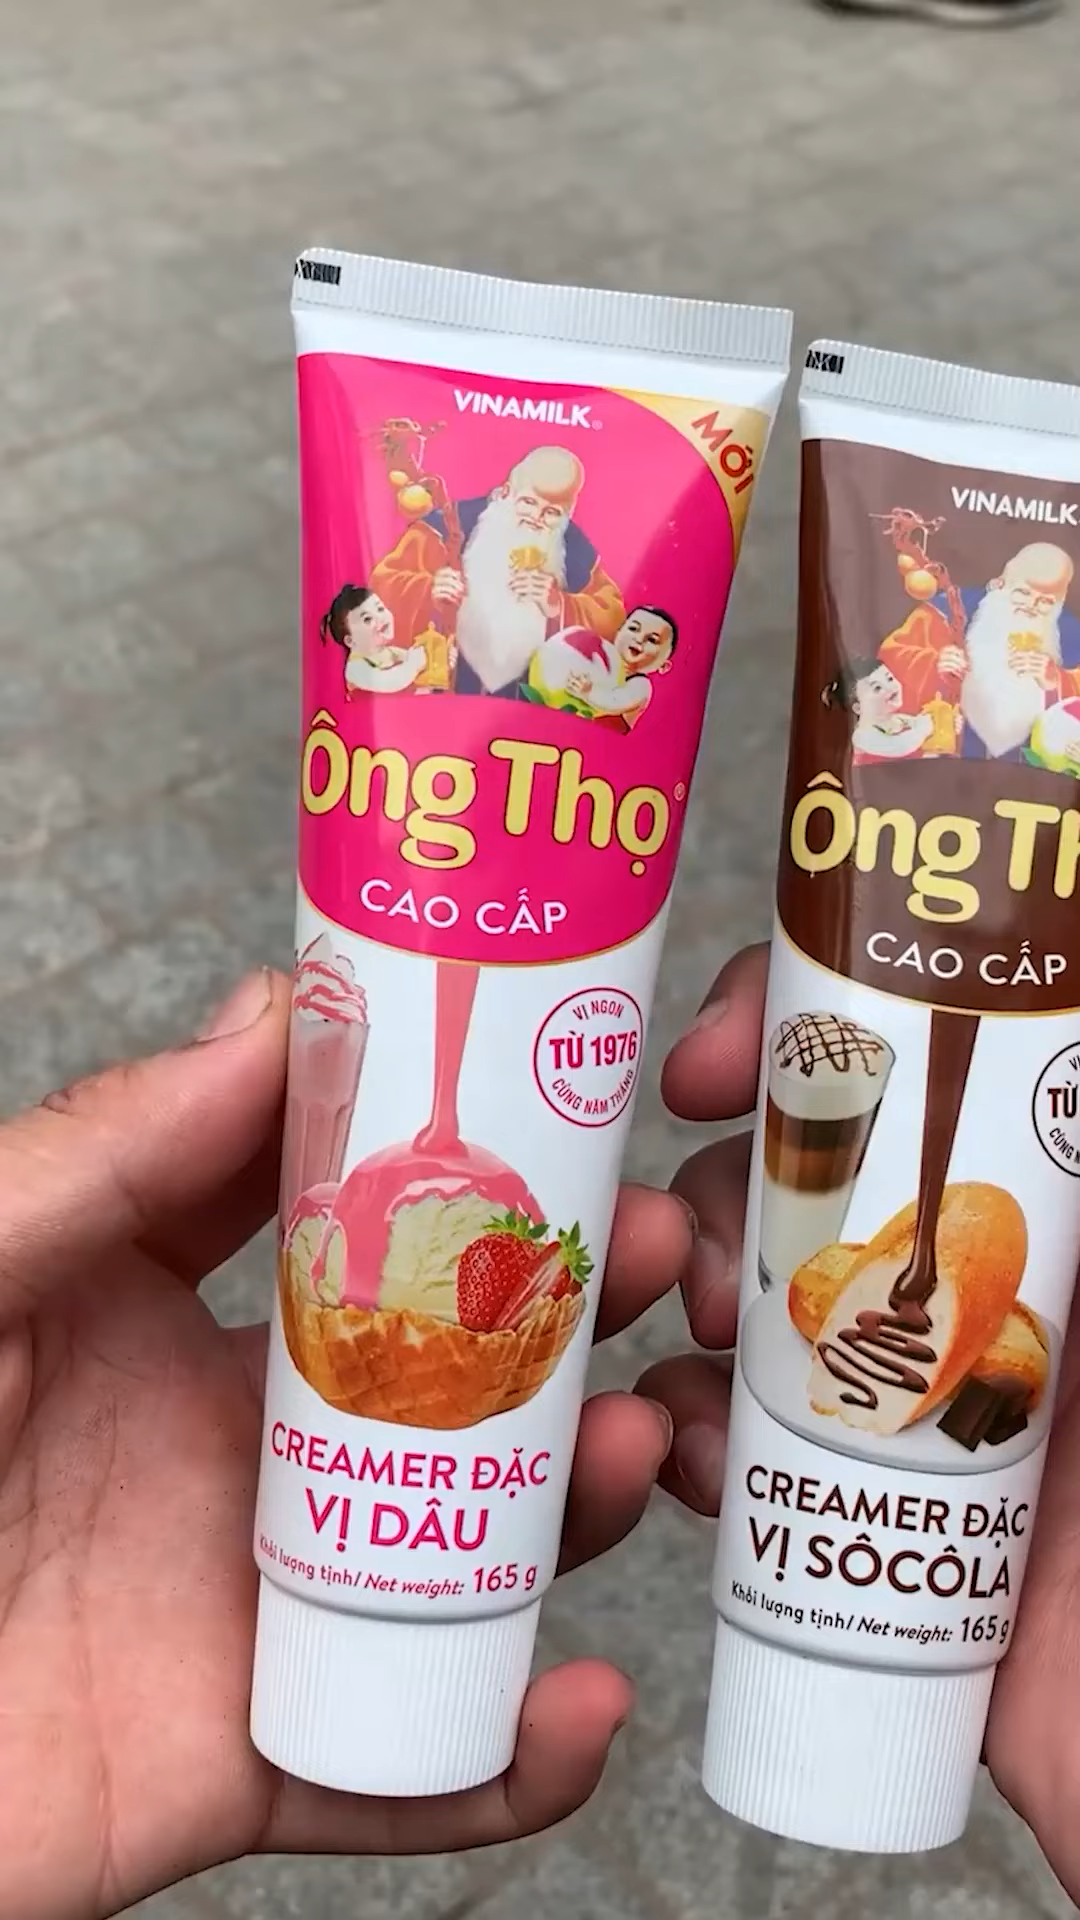 VINAMILK®
MỚI
Ông Thọ®
CAO CẤP
VỊ NGON
TỪ 1976
CÙNG NĂM THÁNG
CREAMER ĐẶC
VỊ DÂU
Khối lượng tịnh/ Net weight: 165 g
VINAMILK
Ông Th
CAO CẤP
TỪ
CÙNG
CREAMER ĐẶC
VỊ SÔCÔLA
Khối lượng tịnh/ Net weight: 165 g